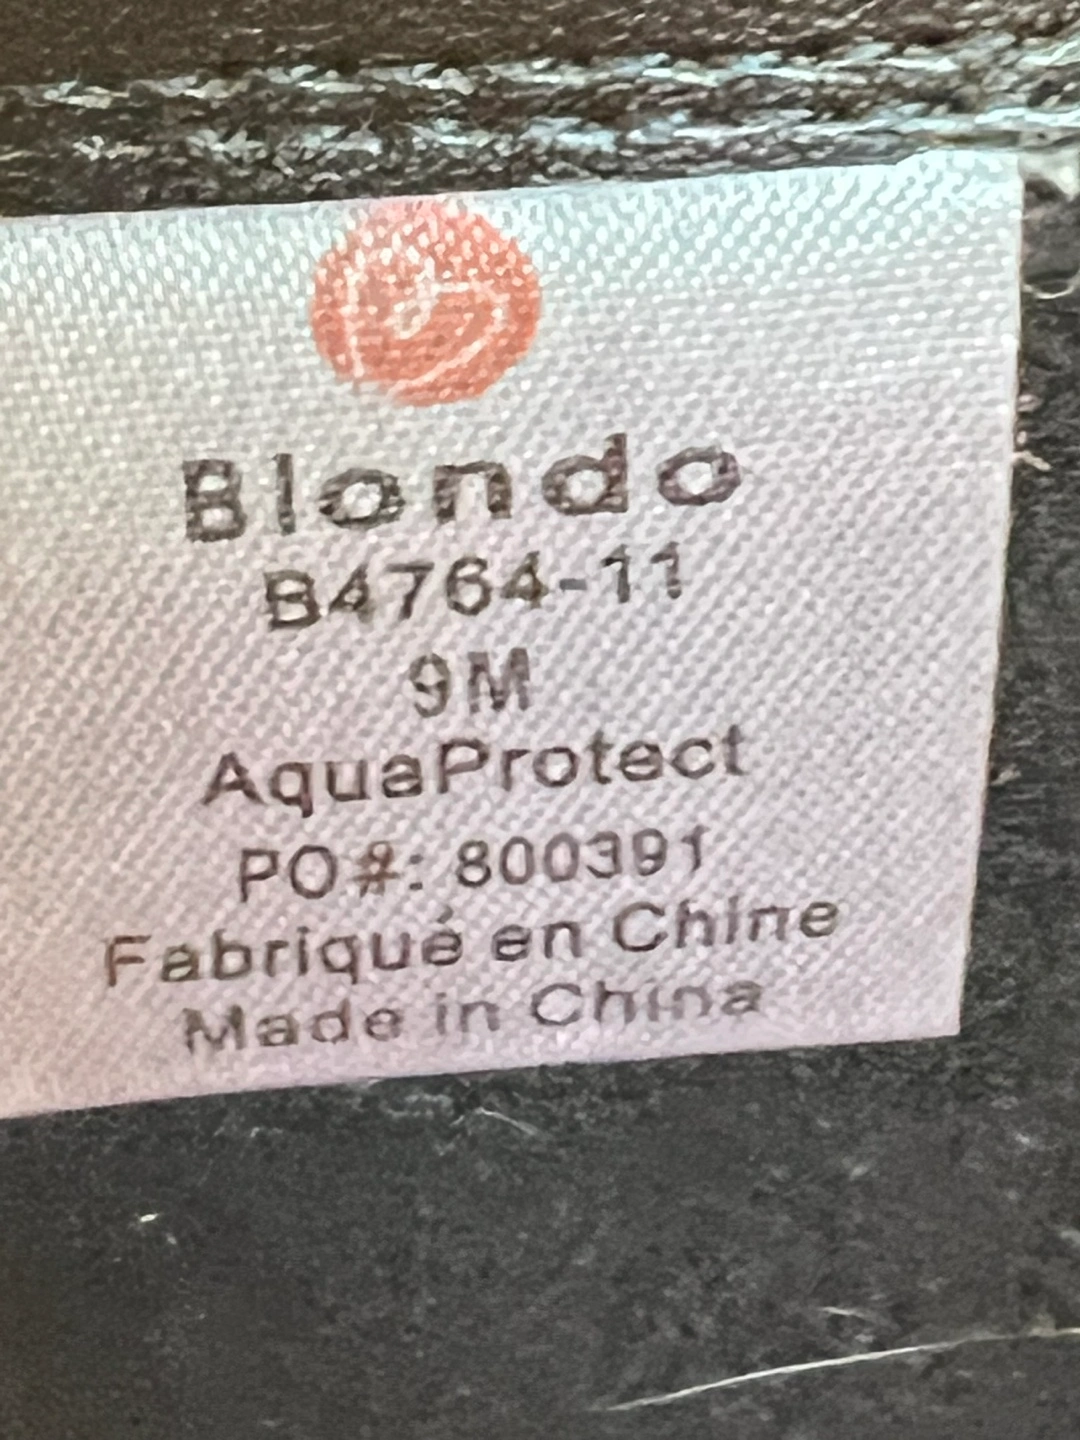 Blondo
B4764-11
9M
AquaProtect
PO#: 800391
Fabriqué en Chine
Made in China